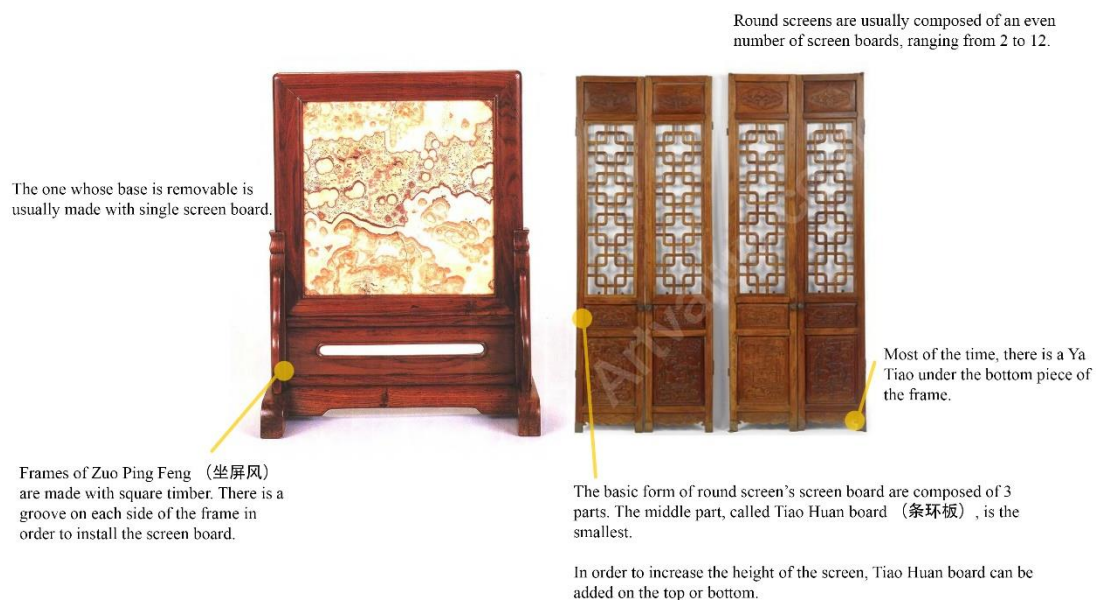 Round screens are usually composed of an even
number of screen boards, ranging from 2 to 12.
The one whose base is removable is
usually made with single screen board.
Most of the time, there is a Ya
Tiao under the bottom piece of
the frame.
Frames of Zuo Ping Feng （坐屏风）
are made with square timber. There is a
groove on each side of the frame in
order to install the screen board.
The basic form of round screen’s screen board are composed of 3
parts. The middle part, called Tiao Huan board （条环板）, is the
smallest.
In order to increase the height of the screen, Tiao Huan board can be
added on the top or bottom.